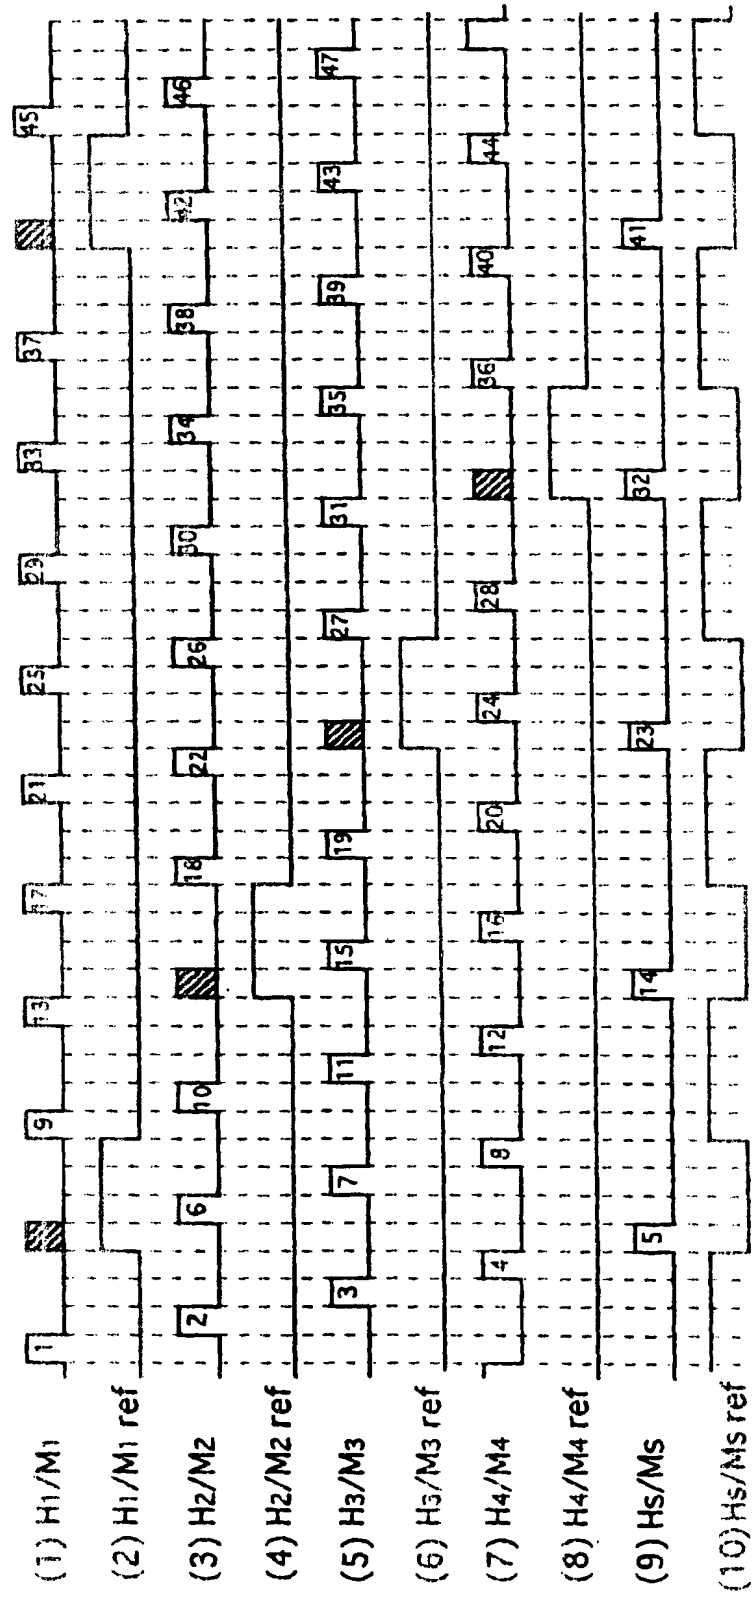 (1) H1/M1 1 9 13 17 21 25 29 33 37 45
(2) H1/M1 ref
(3) H2/M2 2 6 10 18 22 26 30 34 38 42 46
(4) H2/M2 ref
(5) H3/M3 3 7 11 15 19 27 31 35 39 43 47
(6) H3/M3 ref
(7) H4/M4 4 8 12 16 20 24 28 36 40 44
(8) H4/M4 ref
(9) Hs/Ms 5 14 23 32 41
(10) Hs/Ms ref